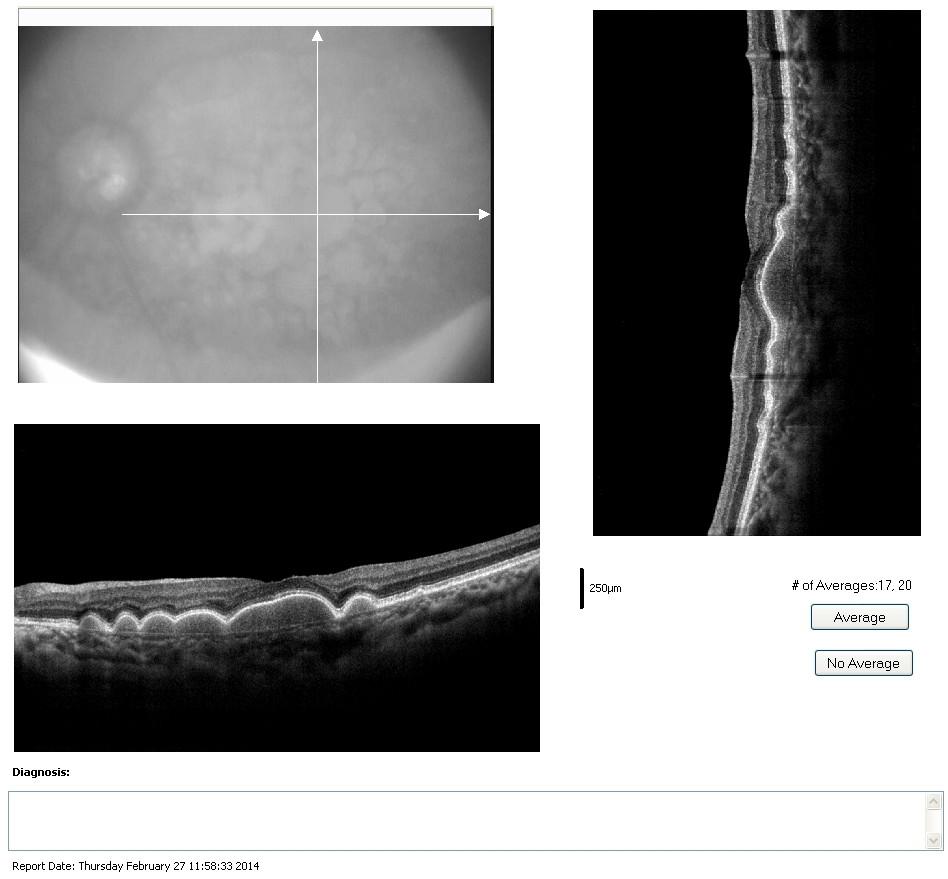 250µm
# of Averages:17, 20
Average
No Average
Diagnosis:
Report Date: Thursday February 27 11:58:33 2014